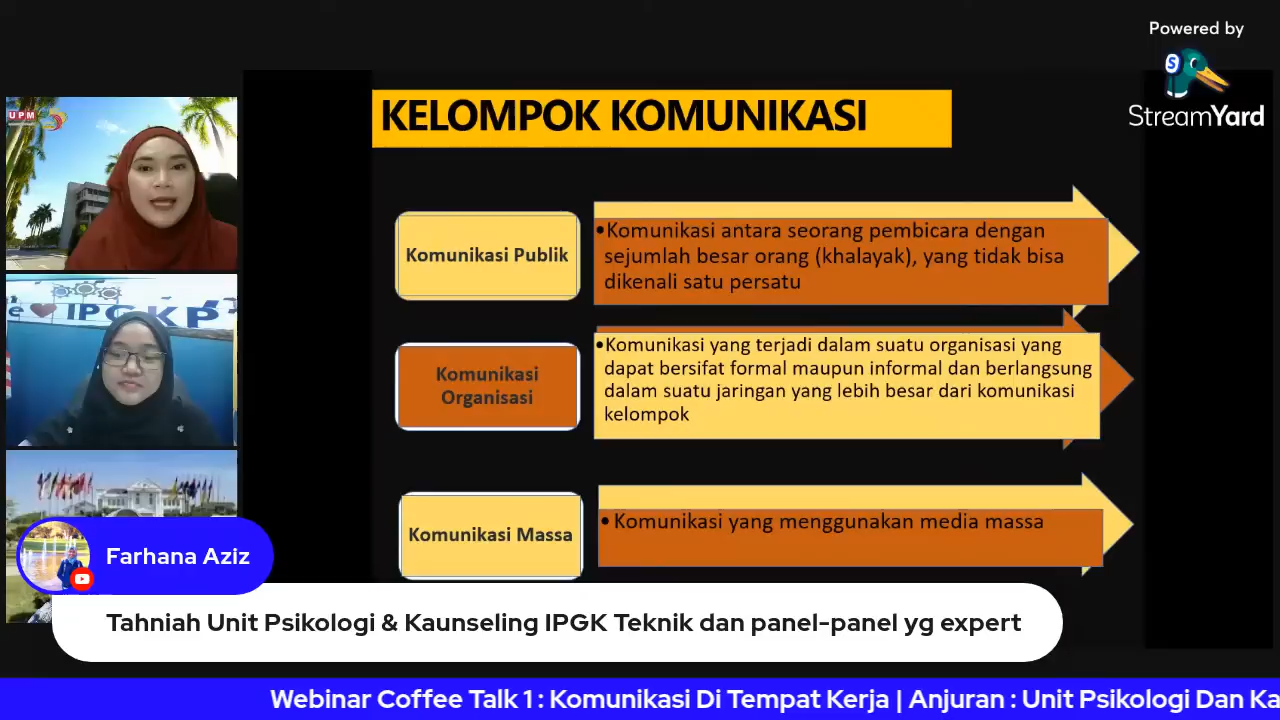 Powered by
S
StreamYard
UPM
KELOMPOK KOMUNIKASI
Komunikasi Publik
•Komunikasi antara seorang pembicara dengan
sejumlah besar orang (khalayak), yang tidak bisa
dikenali satu persatu
Komunikasi
Organisasi
•Komunikasi yang terjadi dalam suatu organisasi yang
dapat bersifat formal maupun informal dan berlangsung
dalam suatu jaringan yang lebih besar dari komunikasi
kelompok
Komunikasi Massa
• Komunikasi yang menggunakan media massa
e ❤ IPGKP
Farhana Aziz
Tahniah Unit Psikologi & Kaunseling IPGK Teknik dan panel-panel yg expert
Webinar Coffee Talk 1 : Komunikasi Di Tempat Kerja | Anjuran : Unit Psikologi Dan Ka